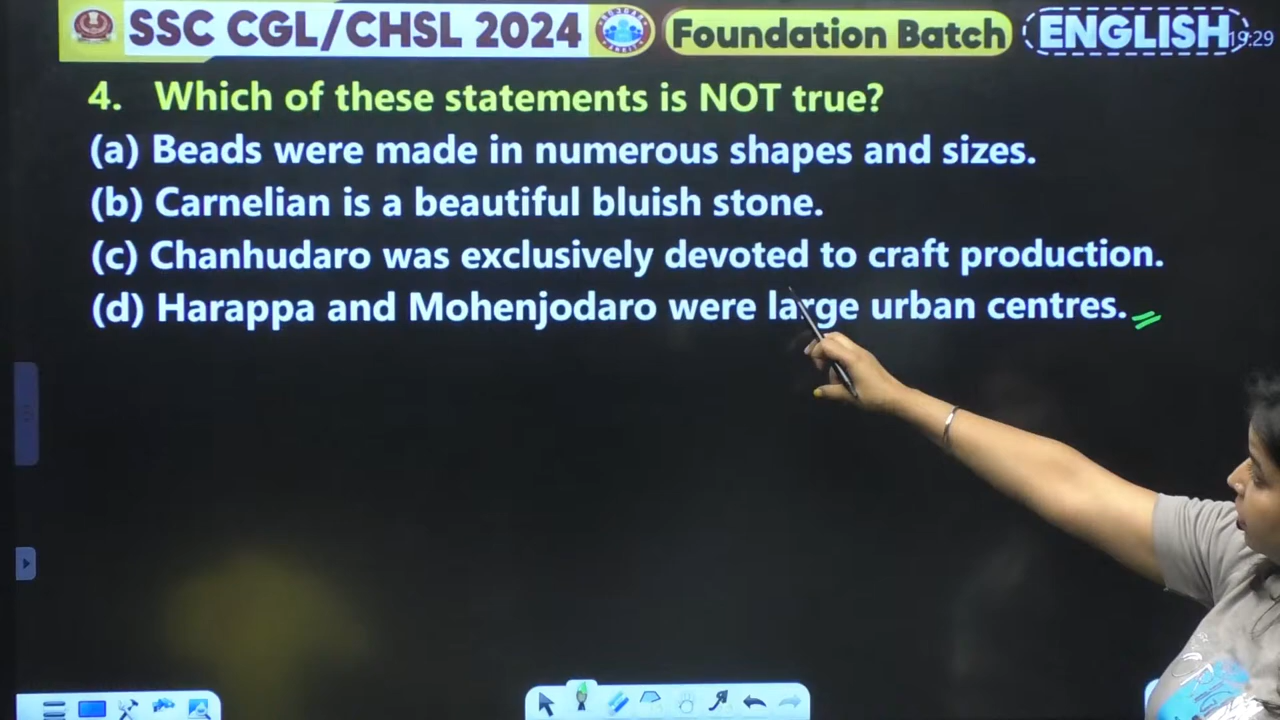 SSC CGL/CHSL 2024 Foundation Batch ENGLISH 19:29
4. Which of these statements is NOT true?
(a) Beads were made in numerous shapes and sizes.
(b) Carnelian is a beautiful bluish stone.
(c) Chanhudaro was exclusively devoted to craft production.
(d) Harappa and Mohenjodaro were large urban centres.